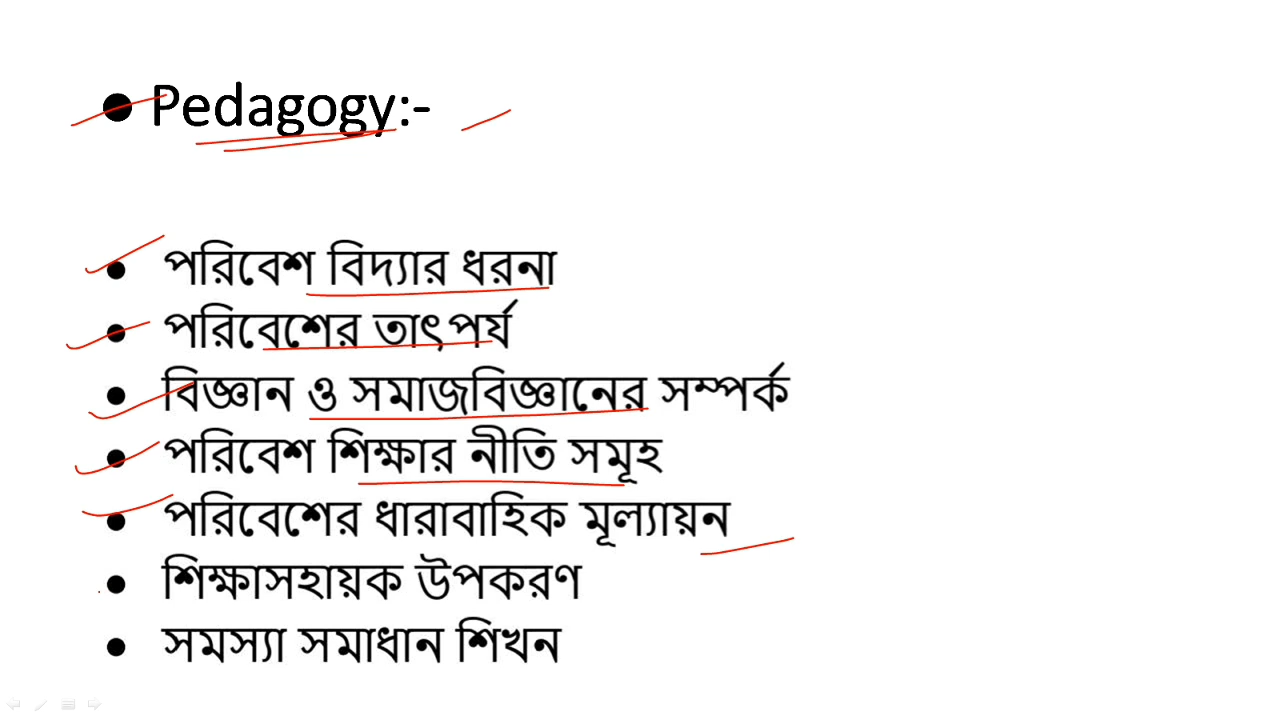 ● Pedagogy:-
● পরিবেশ বিদ্যার ধরনা
● পরিবেশের তাৎপর্য
● বিজ্ঞান ও সমাজবিজ্ঞানের সম্পর্ক
● পরিবেশ শিক্ষার নীতি সমূহ
● পরিবেশের ধারাবাহিক মূল্যায়ন
● শিক্ষাসহায়ক উপকরণ
● সমস্যা সমাধান শিখন